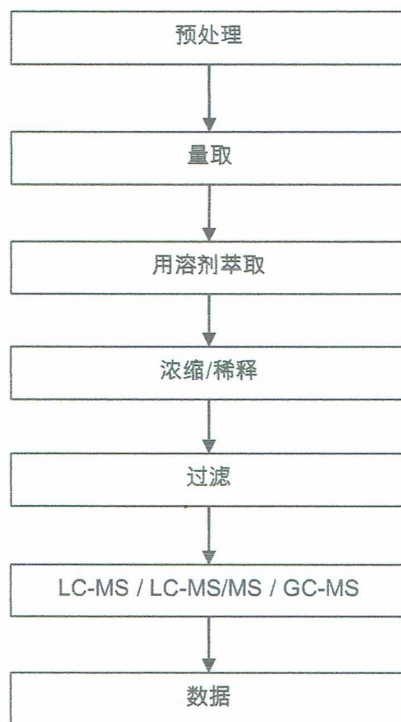 预处理
量取
用溶剂萃取
浓缩/稀释
过滤
LC-MS / LC-MS/MS / GC-MS
数据